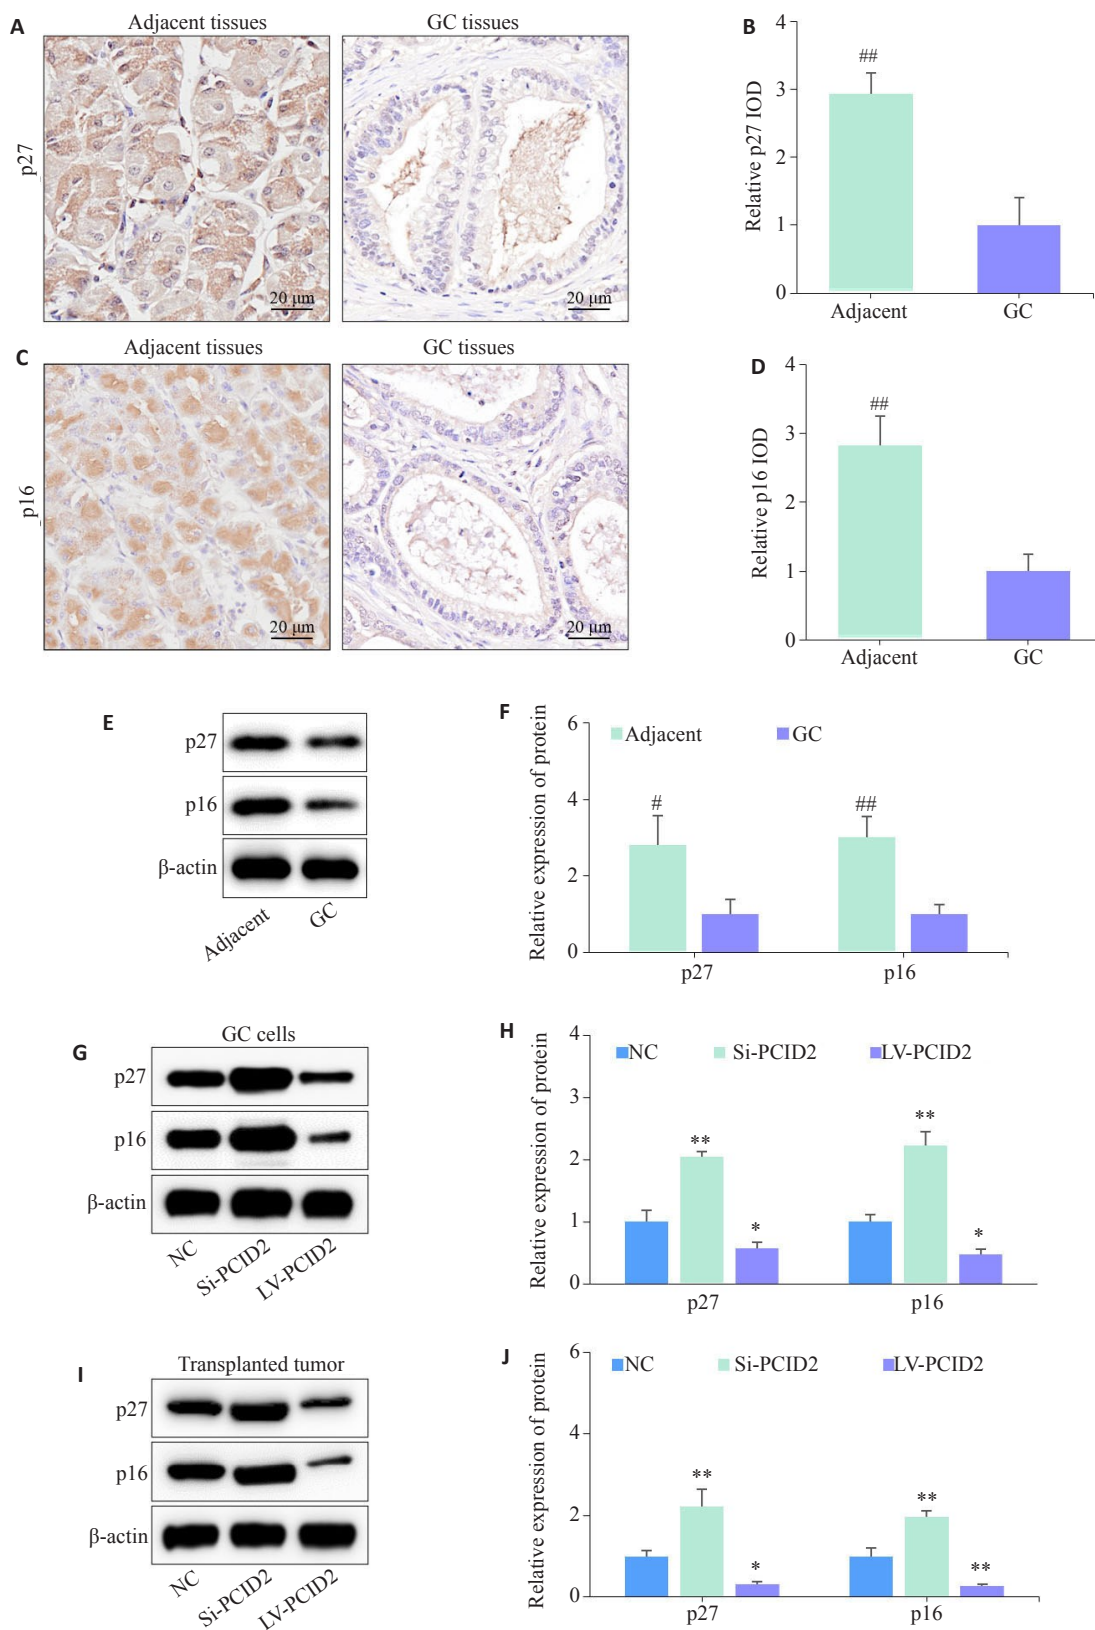 A
Adjacent tissues
GC tissues
p27
20 μm
20 μm
B
Relative p27 IOD
4
3
2
1
0
##
Adjacent
GC
C
Adjacent tissues
GC tissues
p16
20 μm
20 μm
D
Relative p16 IOD
4
3
2
1
0
##
Adjacent
GC
E
p27
p16
β-actin
Adjacent
GC
F
Relative expression of protein
6
4
2
0
Adjacent
GC
#
##
p27
p16
G
GC cells
p27
p16
β-actin
NC
Si-PCID2
LV-PCID2
H
Relative expression of protein
4
3
2
1
0
NC
Si-PCID2
LV-PCID2
**
*
**
*
p27
p16
I
Transplanted tumor
p27
p16
β-actin
NC
Si-PCID2
LV-PCID2
J
Relative expression of protein
6
4
2
0
NC
Si-PCID2
LV-PCID2
**
*
**
**
p27
p16